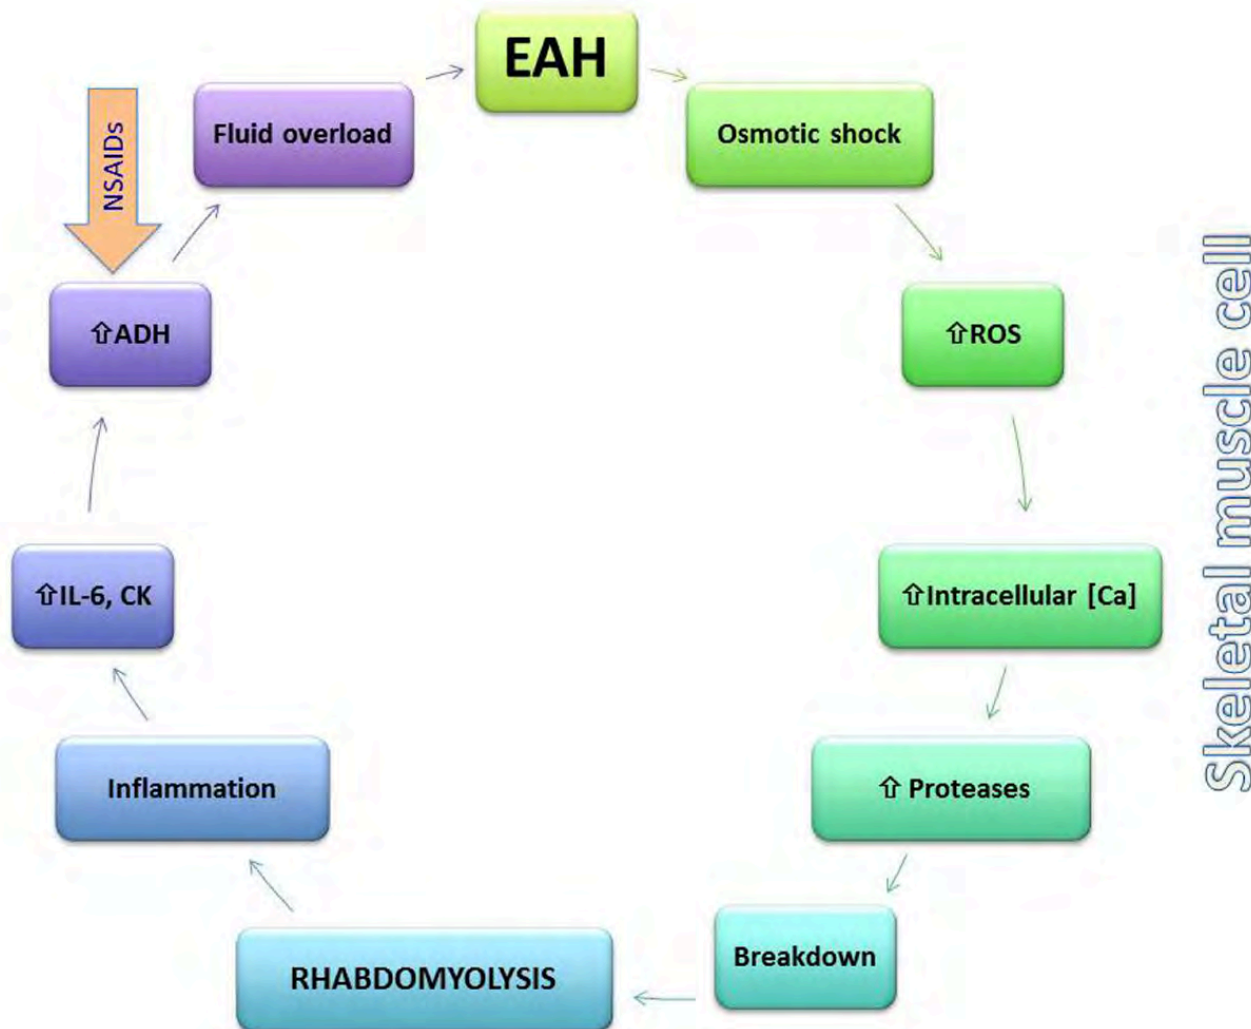 EAH
Osmotic shock
⇧ROS
⇧Intracellular [Ca]
⇧ Proteases
Breakdown
RHABDOMYOLYSIS
Inflammation
⇧IL-6, CK
⇧ADH
Fluid overload
NSAIDs
Skeletal muscle cell